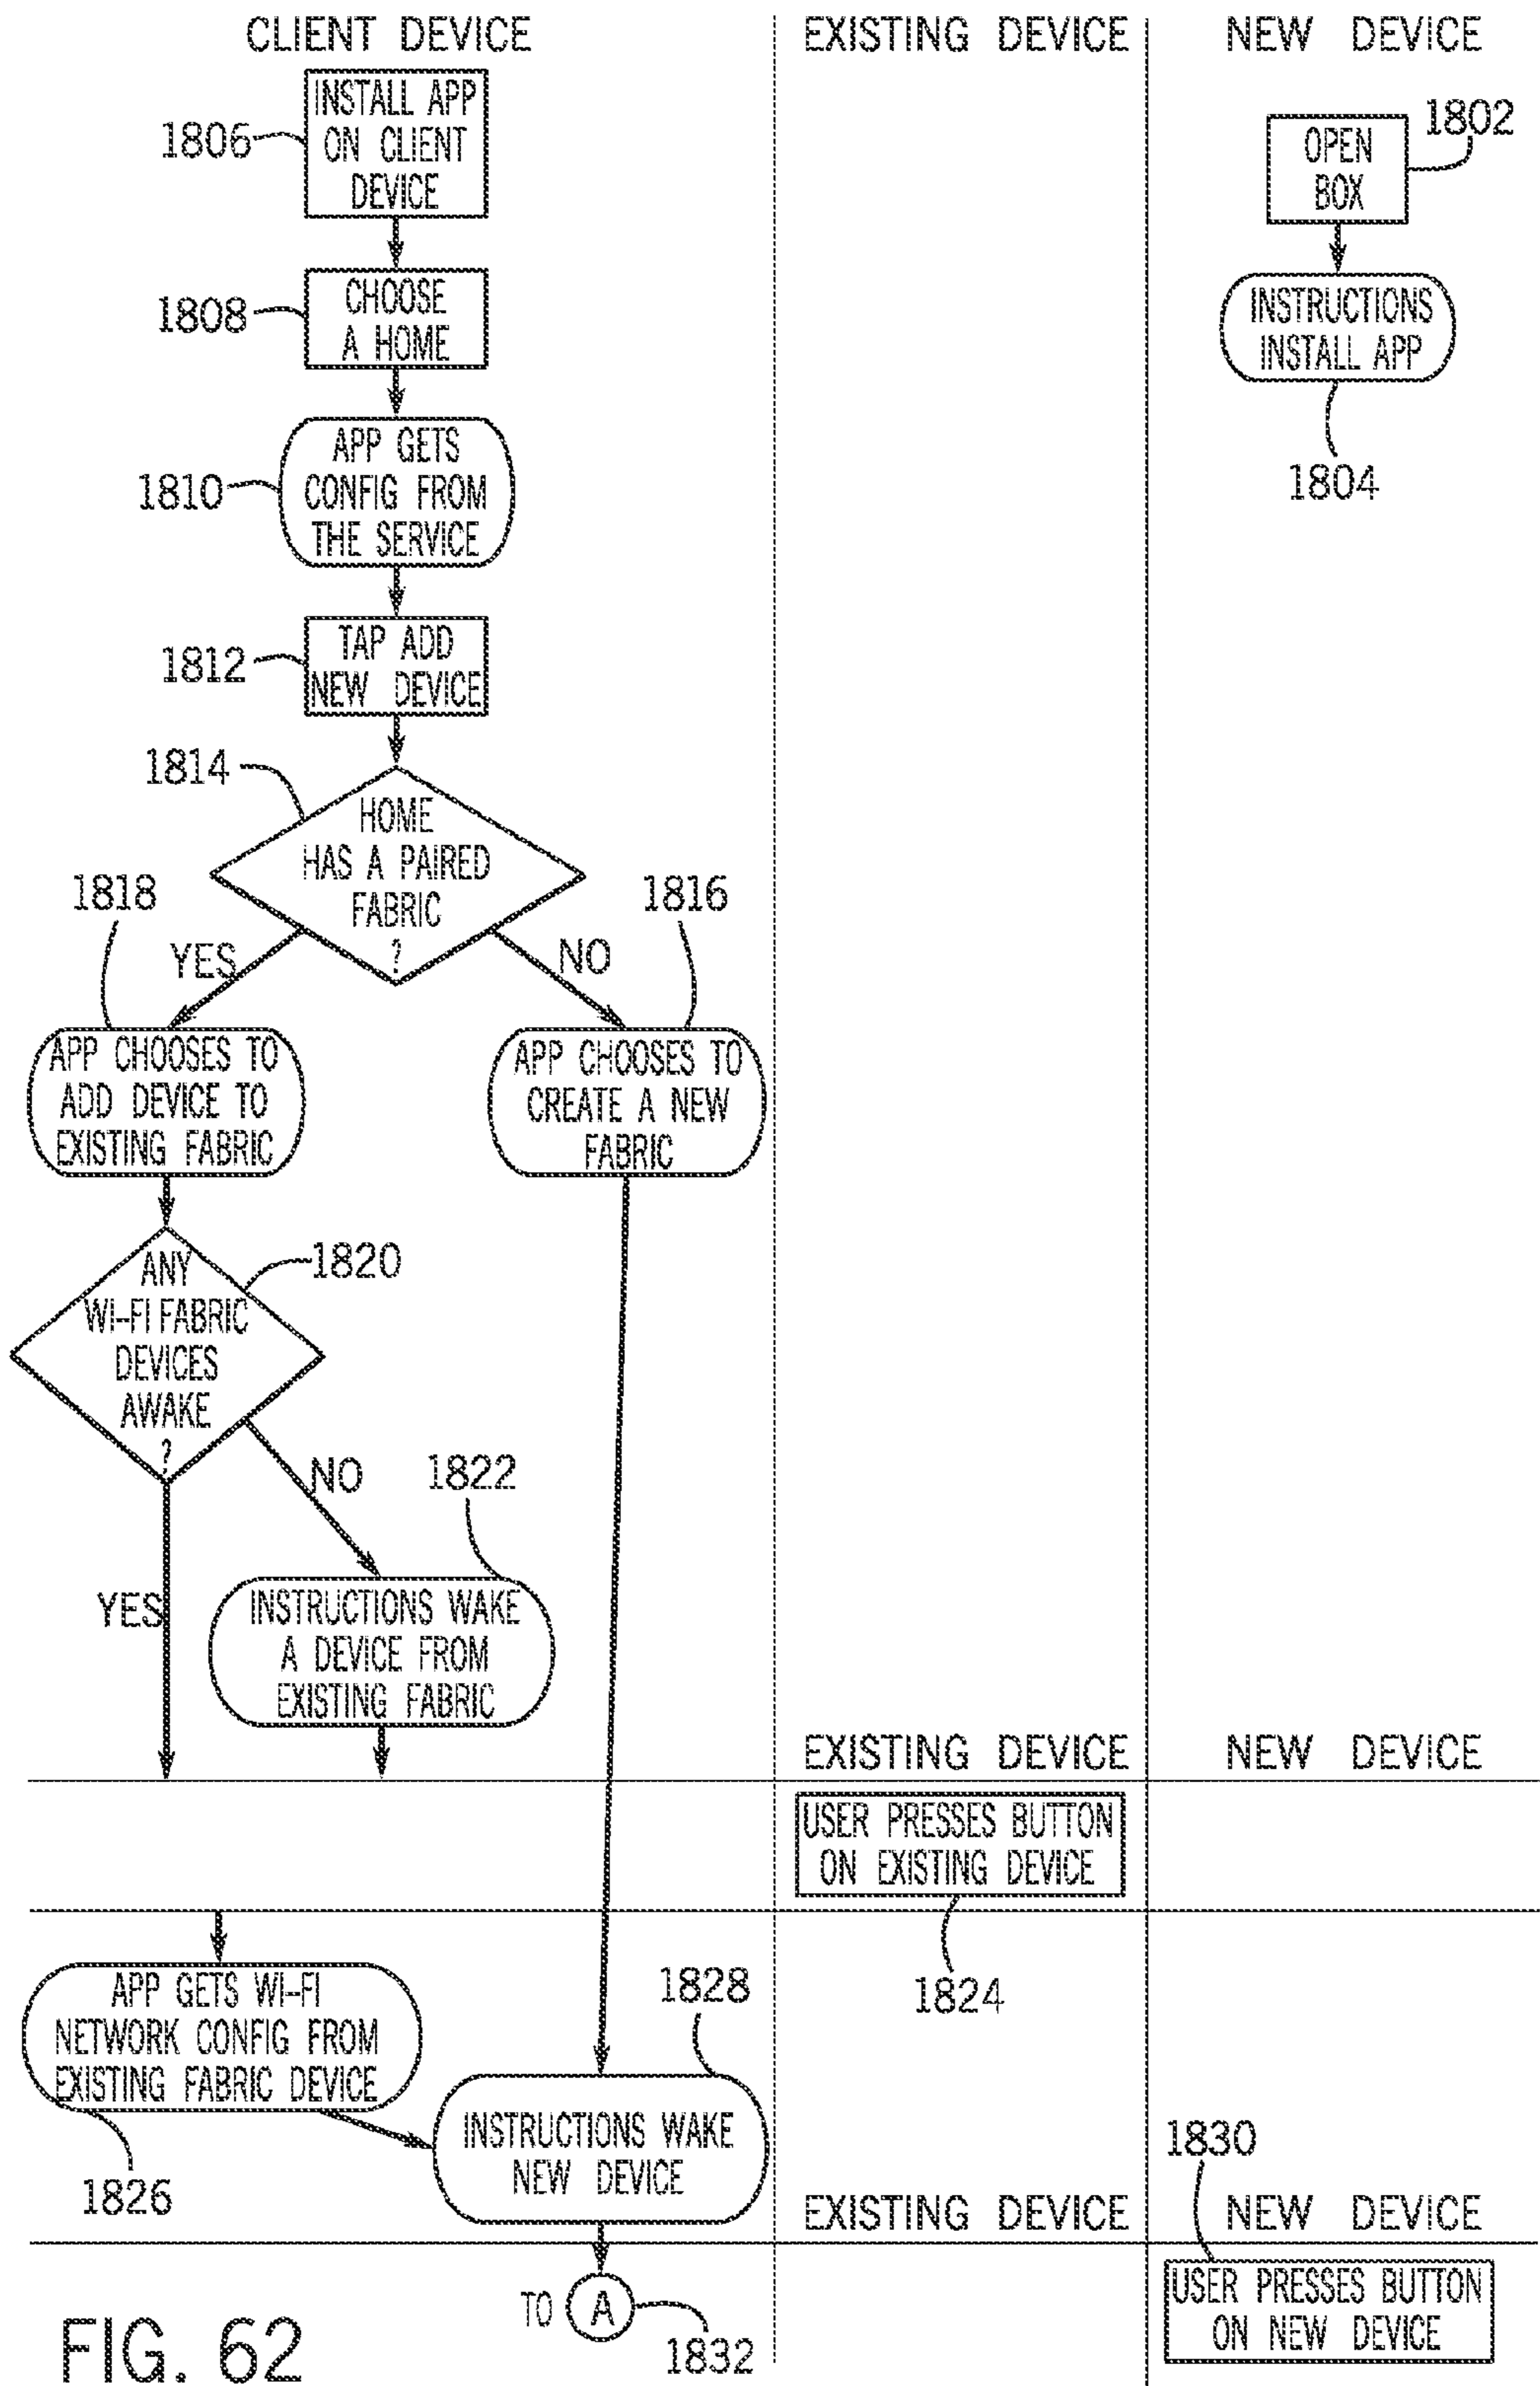 CLIENT DEVICE
EXISTING DEVICE
NEW DEVICE
INSTALL APP
ON CLIENT
DEVICE
1806
OPEN
BOX
1802
CHOOSE
A HOME
1808
INSTRUCTIONS
INSTALL APP
1804
APP GETS
CONFIG FROM
THE SERVICE
1810
TAP ADD
NEW DEVICE
1812
1814
HOME
HAS A PAIRED
FABRIC
?
1818
YES
NO
1816
APP CHOOSES TO
ADD DEVICE TO
EXISTING FABRIC
APP CHOOSES TO
CREATE A NEW
FABRIC
ANY
WI-FI FABRIC
DEVICES
AWAKE
?
1820
NO
1822
YES
INSTRUCTIONS WAKE
A DEVICE FROM
EXISTING FABRIC
EXISTING DEVICE
NEW DEVICE
USER PRESSES BUTTON
ON EXISTING DEVICE
1824
APP GETS WI-FI
NETWORK CONFIG FROM
EXISTING FABRIC DEVICE
1826
1828
INSTRUCTIONS WAKE
NEW DEVICE
1830
EXISTING DEVICE
NEW DEVICE
USER PRESSES BUTTON
ON NEW DEVICE
TO A
1832
FIG. 62